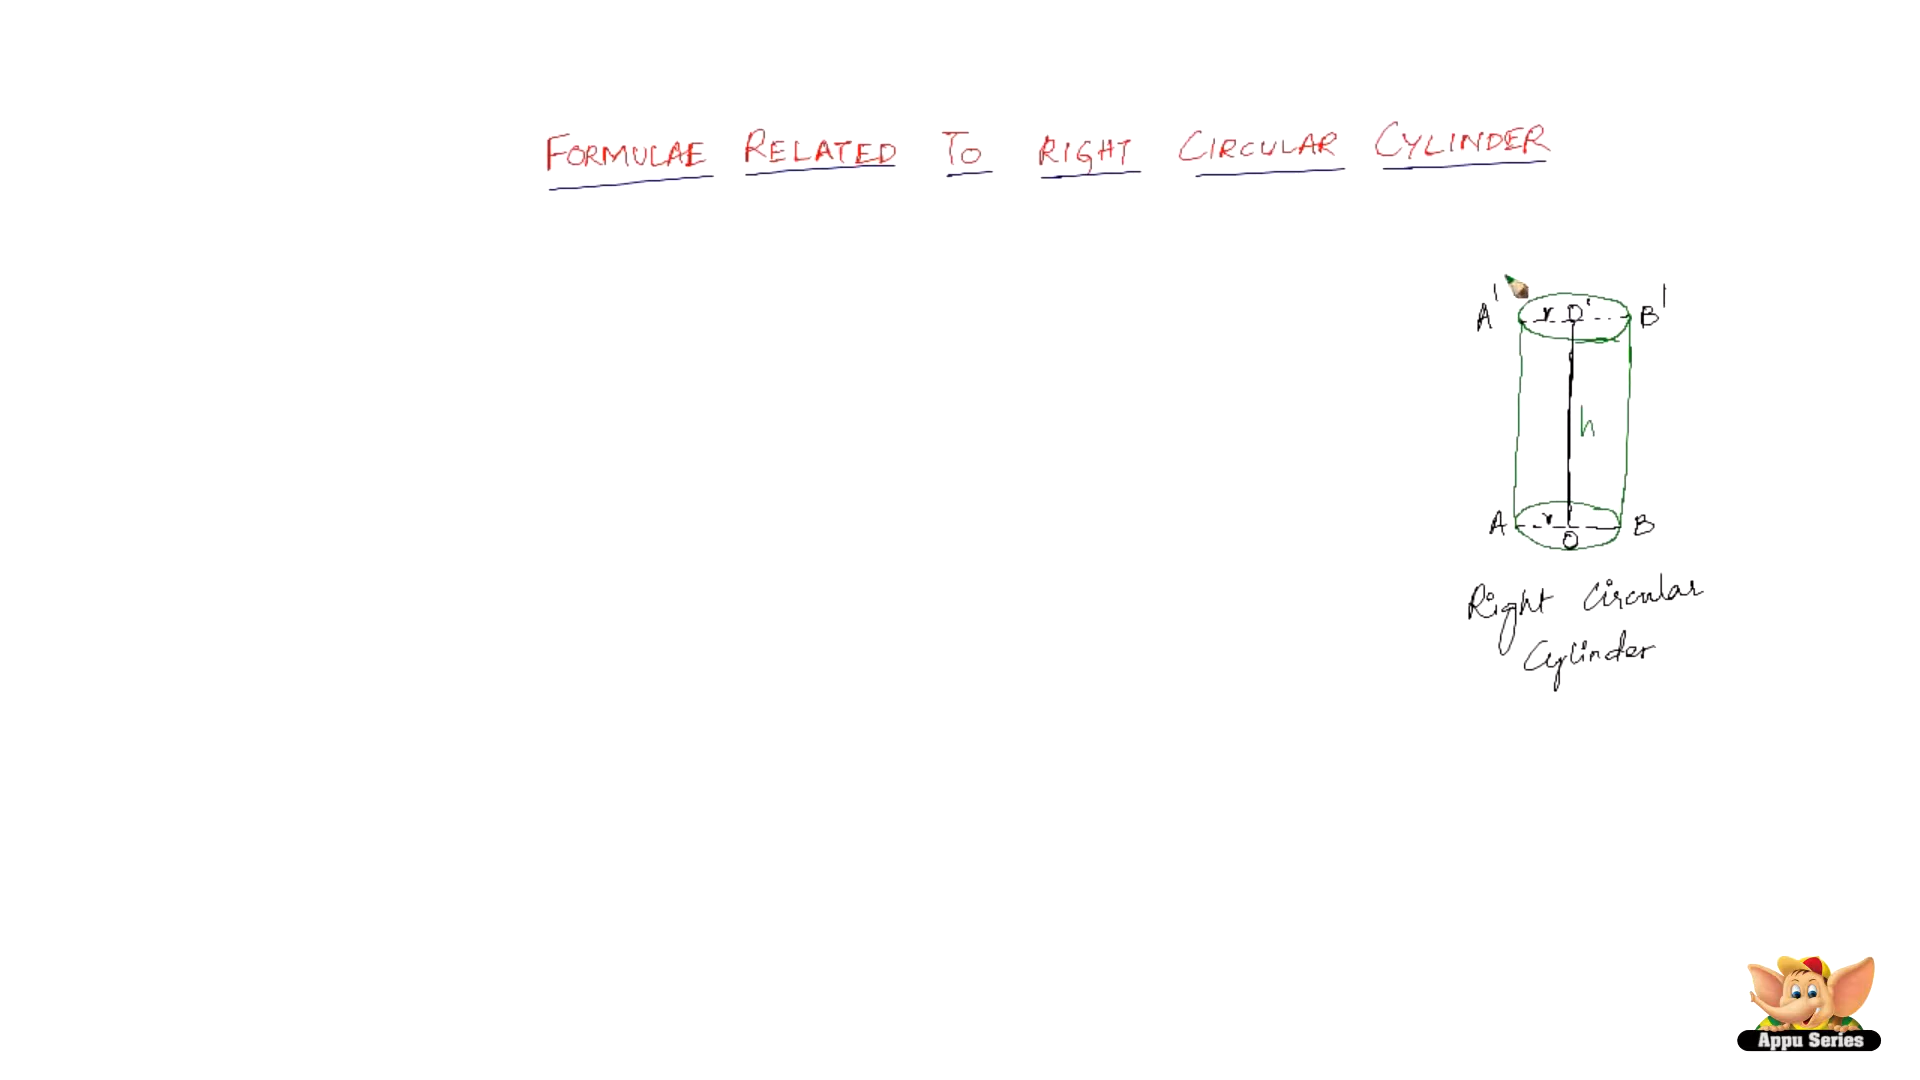 FORMULAE RELATED TO RIGHT CIRCULAR CYLINDER
A' r O' B'
h
A r B
O
Right Circular
Cylinder
Appu Series